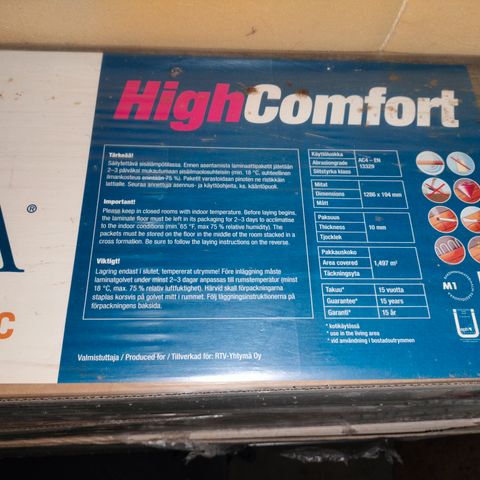 HighComfort
A ®
C
Tärkeää!
Säilytettävä sisälämpötilassa. Ennen asentamista laminaattipaketit jätetään
2–3 päiväksi mukautumaan sisäilmaolosuhteisiin (min. 18 °C, suhteellinen
ilmankosteus enintään 75 %). Paketit varastoidaan pinoten ne ristikkäin
lattialle. Seuraa annettuja asennus- ja käyttöohjeita, ks. kääntöpuoli.
Important!
Please keep in closed rooms with indoor temperature. Before laying begins,
the laminate floor must be left in its packaging for 2–3 days to acclimatise
to the indoor conditions (min. 65 °F, max 75 % relative humidity). The
packets must be stored on the floor in the middle of the room stacked in a
cross formation. Be sure to follow the laying instructions on the reverse.
Viktigt!
Lagring endast i slutet, tempererat utrymme! Före inläggning måste
laminatgolvet under minst 2–3 dagar anpassas till rumstemperatur (minst
18 °C, max. 75 % relativ luftfuktighet). Härvid skall förpackningarna
staplas korsvis på golvet mitt i rummet. Följ läggningsinstruktionerna på
förpackningens baksida.
Valmistuttaja / Produced for / Tillverkad för: RTV-Yhtymä Oy
Käyttöluokka
Abrasiongrade AC4 – EN
Slitstyrka klass 13329
Mitat
Dimensions 1286 x 194 mm
Mått
Paksuus
Thickness 10 mm
Tjocklek
Pakkauskoko
Area covered 1,497 m²
Täckningsyta
Takuu* 15 vuotta
Guarantee* 15 years
Garanti* 15 år
* kotikäytössä
* use in the living area
* vid användning i bostadsutrymmen
M1